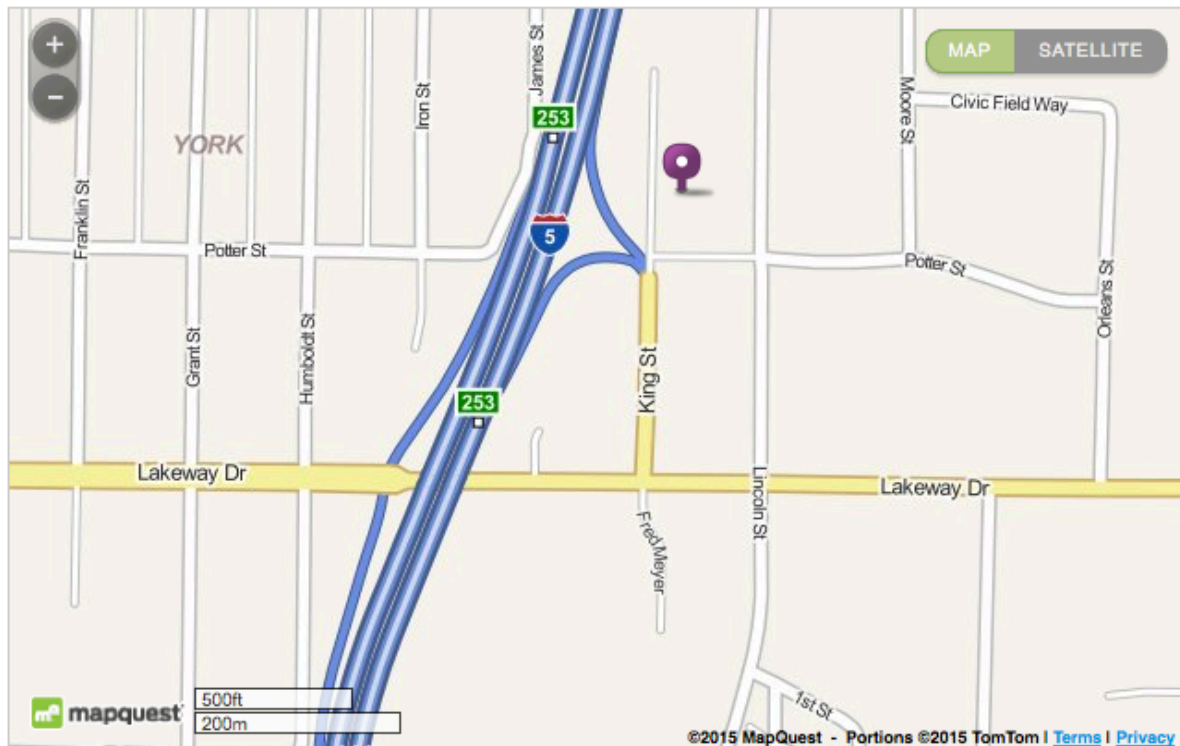 +
−
MAP
SATELLITE
James St
Iron St
253
Moore St
Civic Field Way
YORK
Franklin St
5
Potter St
Potter St
Orleans St
Grant St
Humboldt St
King St
253
Lakeway Dr
Lakeway Dr
Lincoln St
Fred Meyer
1st St
mapquest
500ft
200m
©2015 MapQuest - Portions ©2015 TomTom | Terms | Privacy